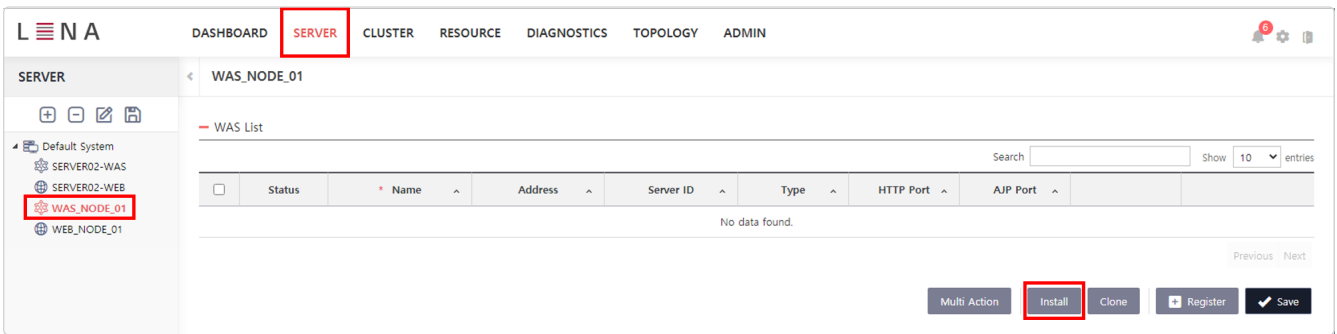 LENA
DASHBOARD SERVER CLUSTER RESOURCE DIAGNOSTICS TOPOLOGY ADMIN
6
SERVER
WAS_NODE_01
Default System
SERVER02-WAS
SERVER02-WEB
WAS_NODE_01
WEB_NODE_01
WAS List
Search Show 10 entries
Status * Name Address Server ID Type HTTP Port AJP Port
No data found.
Previous Next
Multi Action Install Clone Register Save